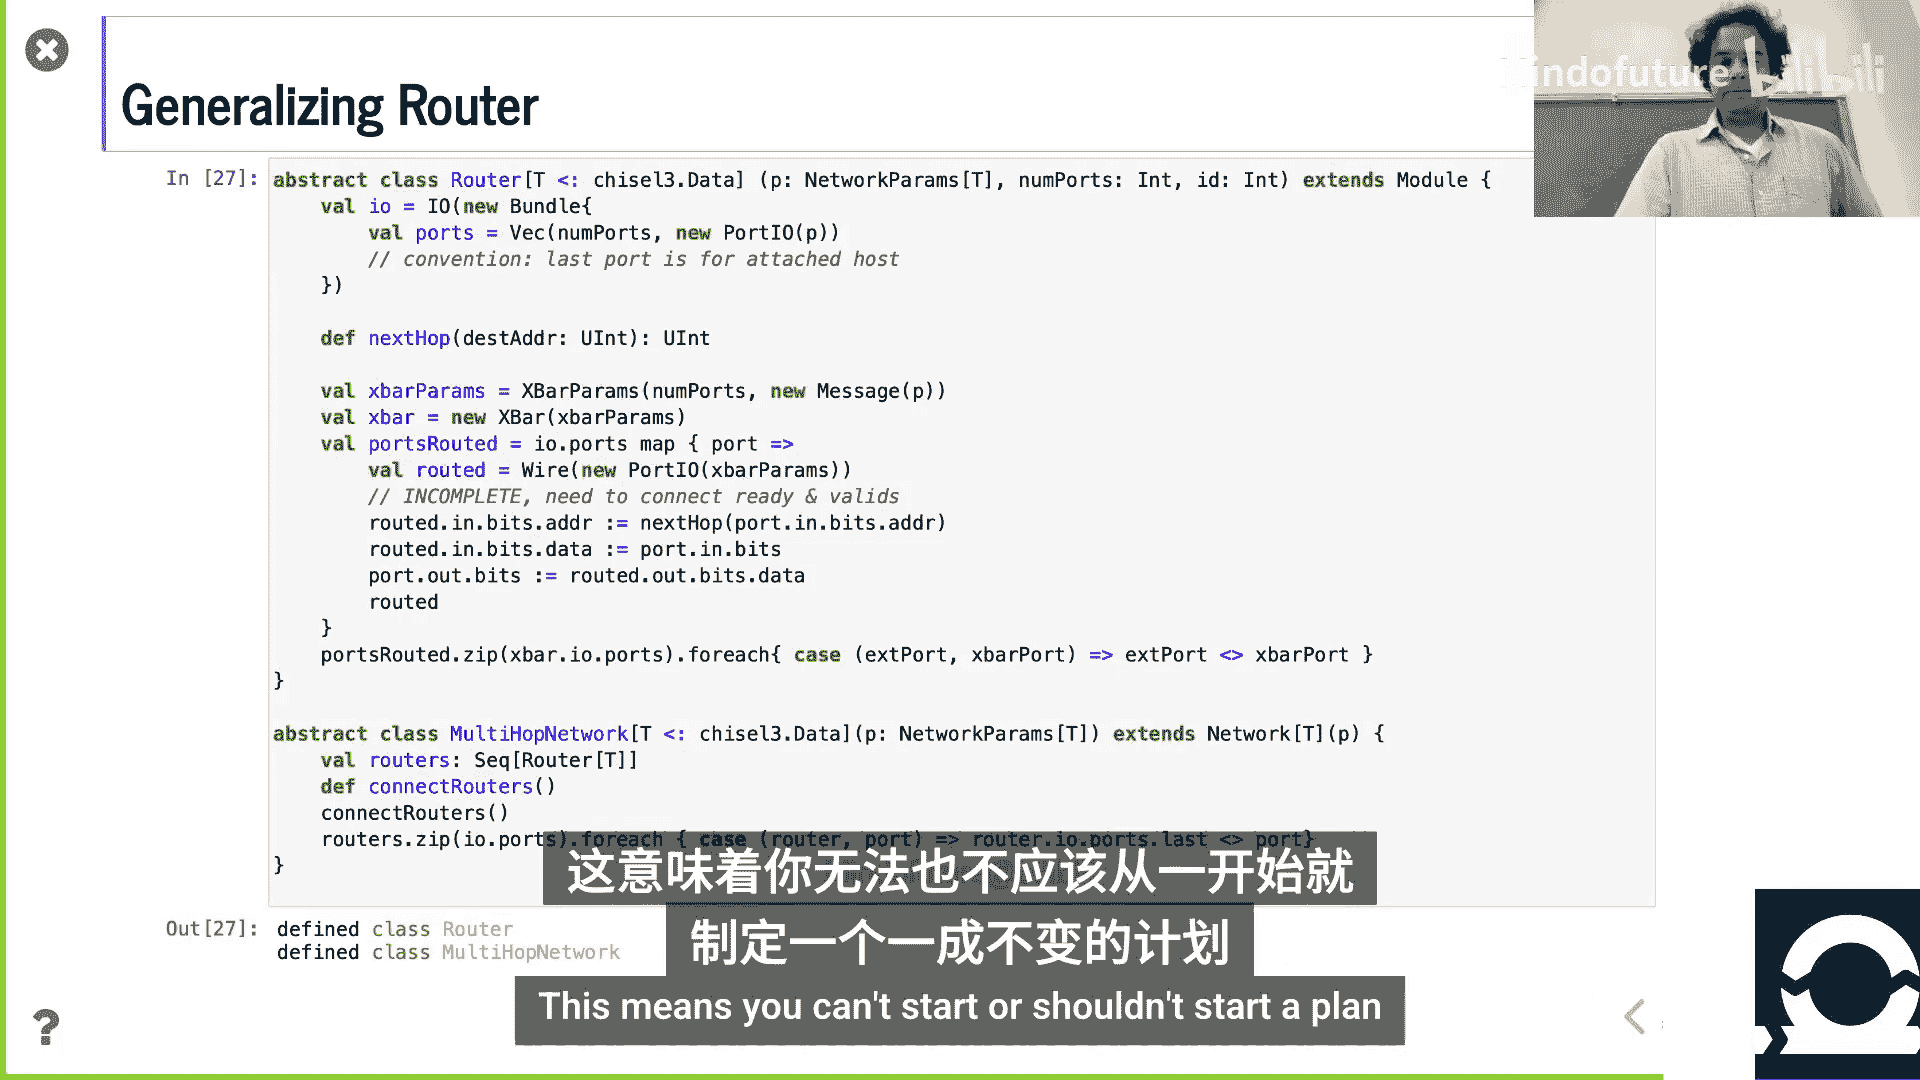 Generalizing Router
In [27]:
abstract class Router[T <: chisel3.Data] (p: NetworkParams[T], numPorts: Int, id: Int) extends Module {
    val io = IO(new Bundle{
        val ports = Vec(numPorts, new PortIO(p))
        // convention: last port is for attached host
    })
    def nextHop(destAddr: UInt): UInt
    val xbarParams = XBarParams(numPorts, new Message(p))
    val xbar = new XBar(xbarParams)
    val portsRouted = io.ports map { port =>
        val routed = Wire(new PortIO(xbarParams))
        // INCOMPLETE, need to connect ready & valids
        routed.in.bits.addr := nextHop(port.in.bits.addr)
        routed.in.bits.data := port.in.bits
        port.out.bits := routed.out.bits.data
        routed
    }
    portsRouted.zip(xbar.io.ports).foreach{ case (extPort, xbarPort) => extPort <> xbarPort }
}
abstract class MultiHopNetwork[T <: chisel3.Data](p: NetworkParams[T]) extends Network[T](p) {
    val routers: Seq[Router[T]]
    def connectRouters()
    connectRouters()
    routers.zip(io.ports).foreach { case (router, port) => router.io.ports.last <> port}
}
Out[27]:
defined class Router
defined class MultiHopNetwork
这意味着你无法也不应该从一开始就
制定一个一成不变的计划
This means you can't start or shouldn't start a plan
indofuture bilibili
?